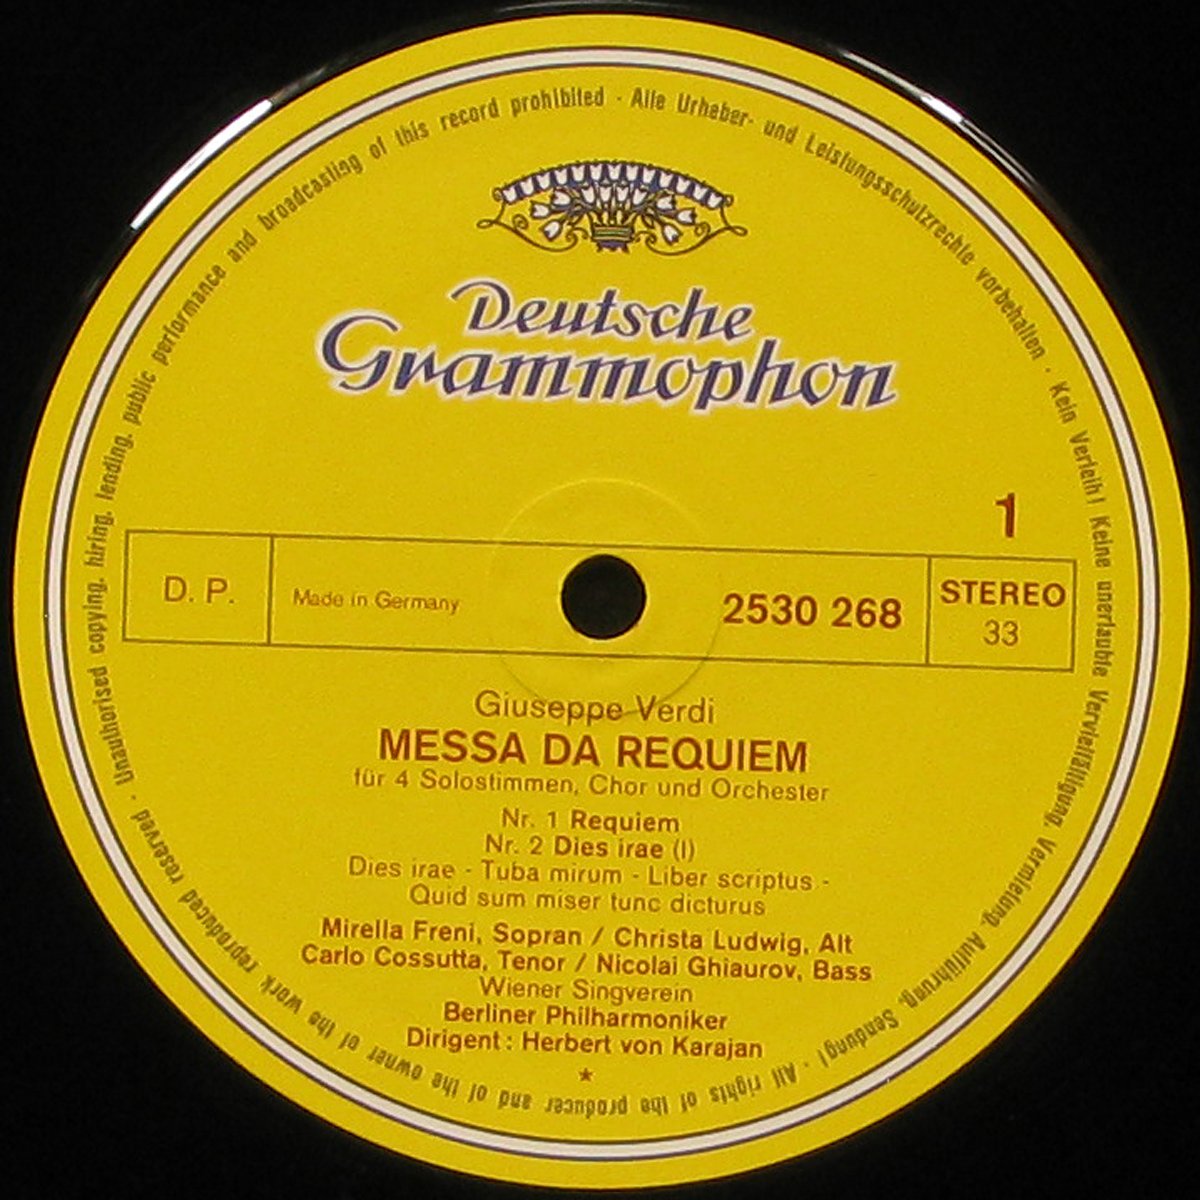 Deutsche
Grammophon
1
D. P.
Made in Germany
2530 268
STEREO
33
Giuseppe Verdi
MESSA DA REQUIEM
für 4 Solostimmen, Chor und Orchester
Nr. 1 Requiem
Nr. 2 Dies irae (I)
Dies irae - Tuba mirum - Liber scriptus -
Quid sum miser tunc dicturus
Mirella Freni, Sopran / Christa Ludwig, Alt
Carlo Cossutta, Tenor / Nicolai Ghiaurov, Bass
Wiener Singverein
Berliner Philharmoniker
Dirigent: Herbert von Karajan
*
Alle Urheber- und Leistungsschutzrechte vorbehalten · Kein Verleih! Keine unerlaubte Vervielfältigung, Vermietung, Aufführung, Sendung! · All rights of the producer and of the owner of the work reproduced reserved · Unauthorised copying, hiring, lending, public performance and broadcasting of this record prohibited ·